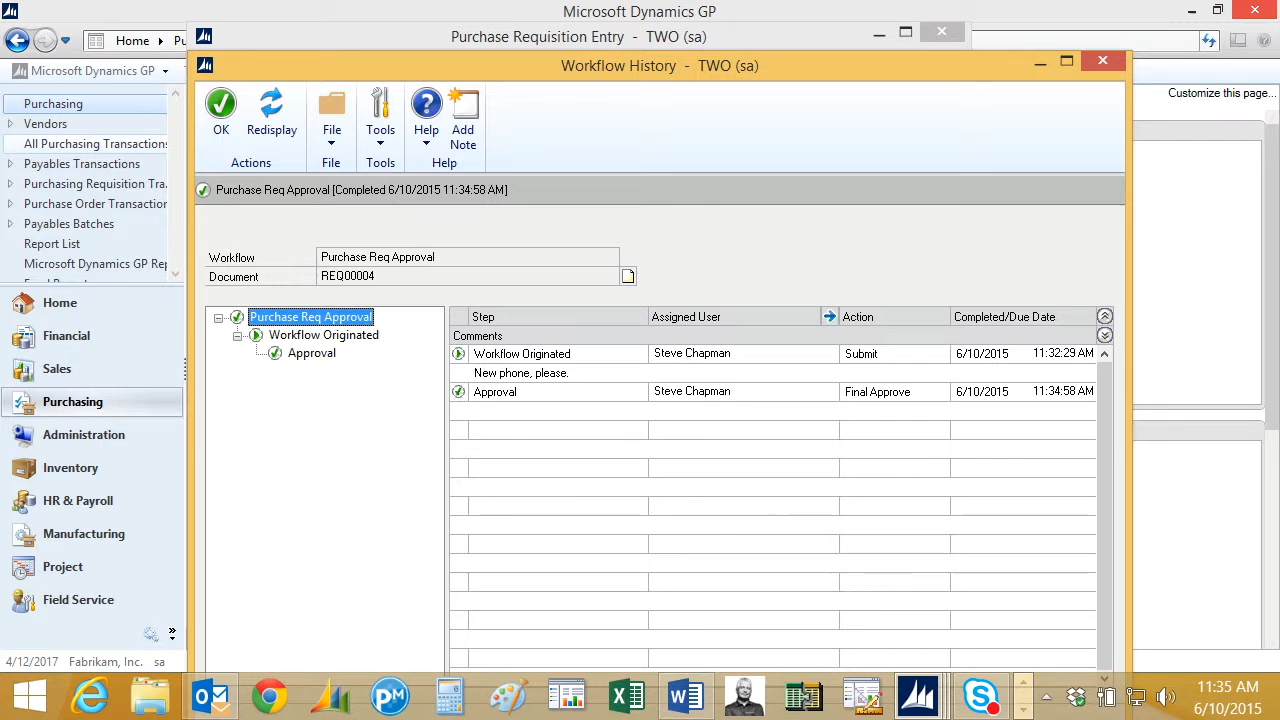 Microsoft Dynamics GP
Purchase Requisition Entry - TWO (sa)
Home
Pu
Workflow History - TWO (sa)
Microsoft Dynamics GP
Customize this page...
Purchasing
Vendors
All Purchasing Transactions
Payables Transactions
Purchasing Requisition Tra.
Purchase Order Transaction
Payables Batches
Report List
Microsoft Dynamics GP Rep
OK
Redisplay
File
Tools
Help
Add Note
Actions
File
Tools
Help
Purchase Req Approval [Completed 6/10/2015 11:34:58 AM]
Workflow Purchase Req Approval
Document REQ00004
Purchase Req Approval
Workflow Originated
Approval
Step Assigned User Action Completed/Due Date
Comments
Workflow Originated Steve Chapman Submit 6/10/2015 11:32:29 AM
New phone, please.
Approval Steve Chapman Final Approve 6/10/2015 11:34:58 AM
Home
Financial
Sales
Purchasing
Administration
Inventory
HR & Payroll
Manufacturing
Project
Field Service
4/12/2017 Fabrikam, Inc. sa
11:35 AM
6/10/2015